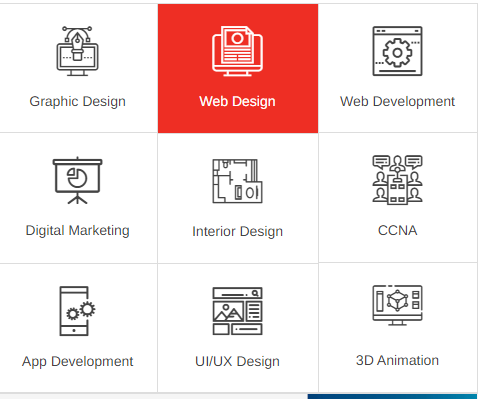 Graphic Design
Web Design
Web Development
Digital Marketing
Interior Design
CCNA
App Development
UI/UX Design
3D Animation